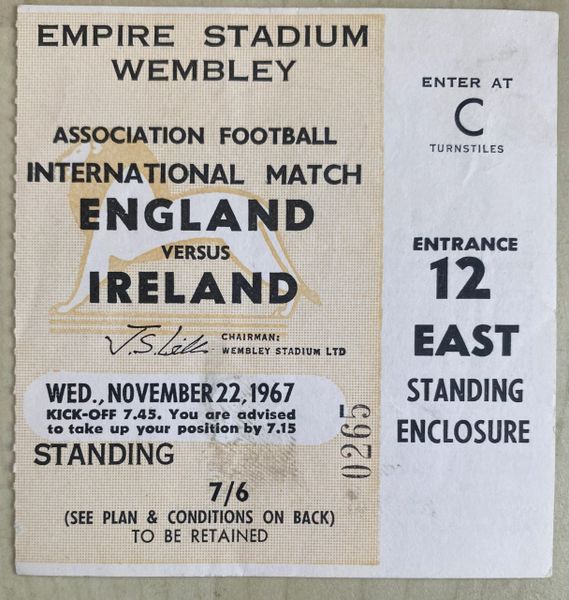 EMPIRE STADIUM
WEMBLEY
ASSOCIATION FOOTBALL
INTERNATIONAL MATCH
ENGLAND
VERSUS
IRELAND
CHAIRMAN:
WEMBLEY STADIUM LTD
WED., NOVEMBER 22, 1967
KICK-OFF 7.45. You are advised
to take up your position by 7.15
STANDING
7/6
(SEE PLAN & CONDITIONS ON BACK)
TO BE RETAINED
0265
ENTER AT
C
TURNSTILES
ENTRANCE
12
EAST
STANDING
ENCLOSURE